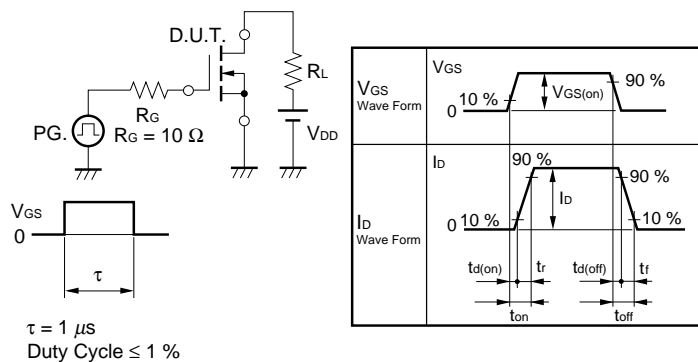 D.U.T.
RL
RG
PG.
RG = 10 Ω
VDD
VGS
0
τ
τ = 1 μs
Duty Cycle ≤ 1 %
VGS
Wave Form
VGS
10 %
0
VGS(on)
90 %
ID
Wave Form
ID
90 %
90 %
0
10 %
ID
10 %
td(on)
tr
td(off)
tf
ton
toff